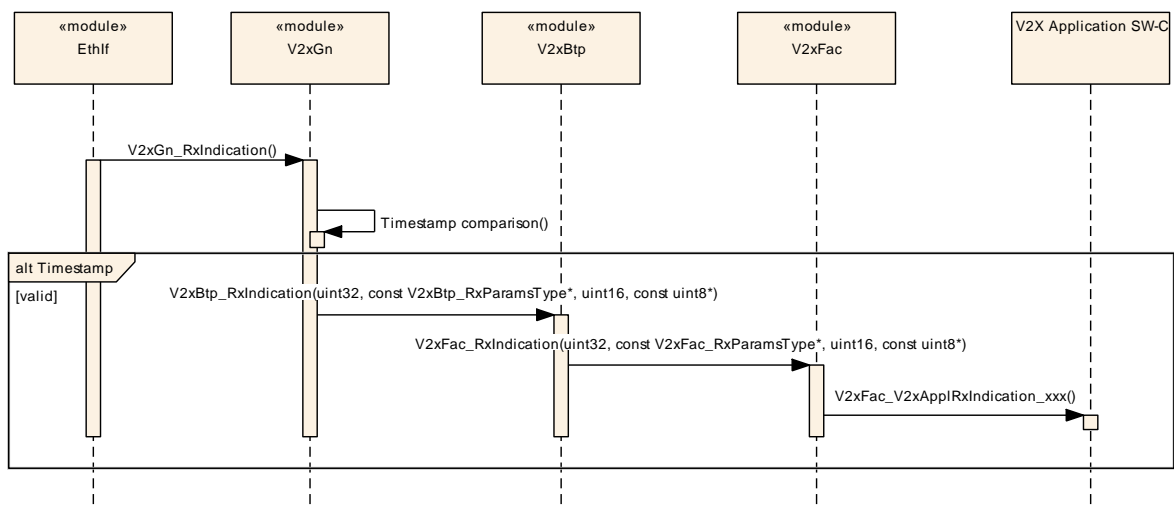 «module»
EthIf
«module»
V2xGn
«module»
V2xBtp
«module»
V2xFac
V2X Application SW-C
V2xGn_RxIndication()
Timestamp comparison()
alt Timestamp
[valid]
V2xBtp_RxIndication(uint32, const V2xBtp_RxParamsType*, uint16, const uint8*)
V2xFac_RxIndication(uint32, const V2xFac_RxParamsType*, uint16, const uint8*)
V2xFac_V2xApplRxIndication_xxx()